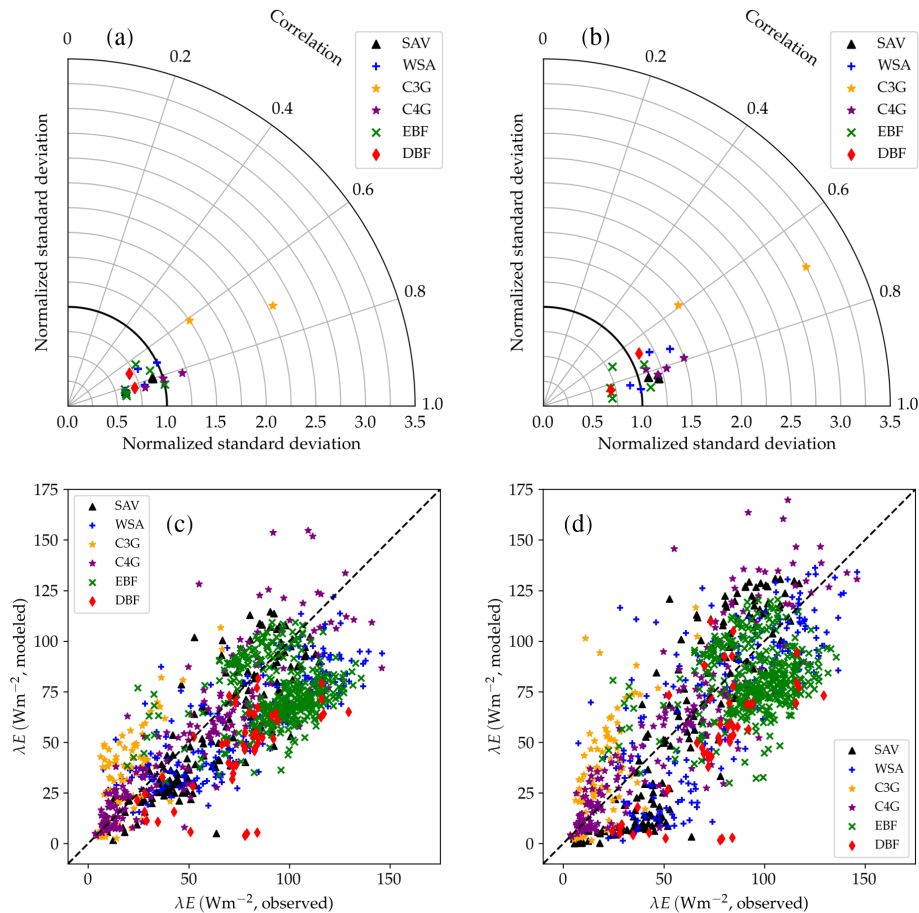 (a)
Correlation
0
0.2
0.4
0.6
0.8
1.0
SAV
WSA
C3G
C4G
EBF
DBF
Normalized standard deviation
0.0 0.5 1.0 1.5 2.0 2.5 3.0 3.5
Normalized standard deviation
(b)
Correlation
0
0.2
0.4
0.6
0.8
1.0
SAV
WSA
C3G
C4G
EBF
DBF
Normalized standard deviation
0.0 0.5 1.0 1.5 2.0 2.5 3.0 3.5
Normalized standard deviation
(c)
SAV
WSA
C3G
C4G
EBF
DBF
175
150
125
100
75
50
25
0
λE (Wm⁻², modeled)
0 50 100 150
λE (Wm⁻², observed)
(d)
175
150
125
100
75
50
25
0
λE (Wm⁻², modeled)
SAV
WSA
C3G
C4G
EBF
DBF
0 50 100 150
λE (Wm⁻², observed)